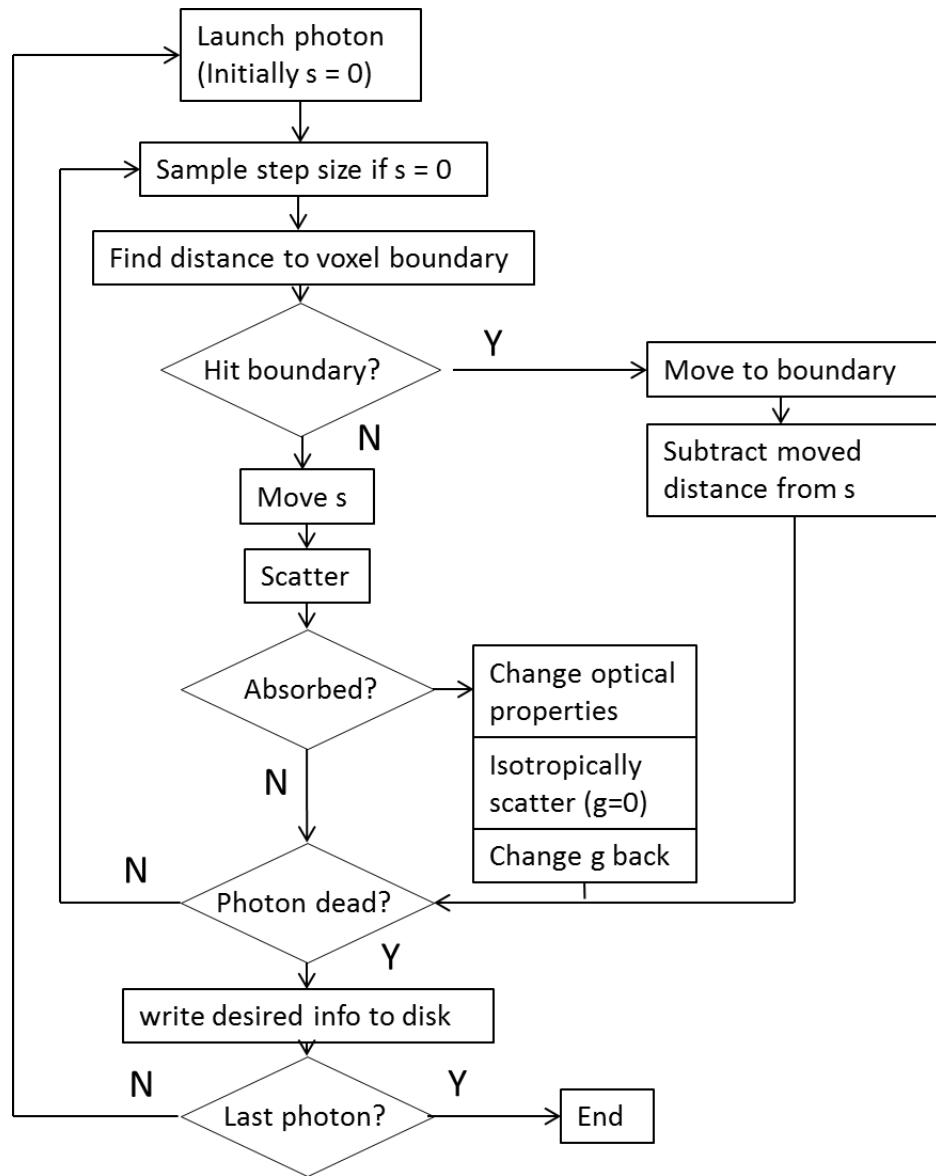 Launch photon
(Initially s = 0)
Sample step size if s = 0
Find distance to voxel boundary
Hit boundary?
Y
Move to boundary
N
Subtract moved
distance from s
Move s
Scatter
Absorbed?
Change optical
properties
N
Isotropically
scatter (g=0)
Change g back
N
Photon dead?
Y
write desired info to disk
N
Last photon?
Y
End